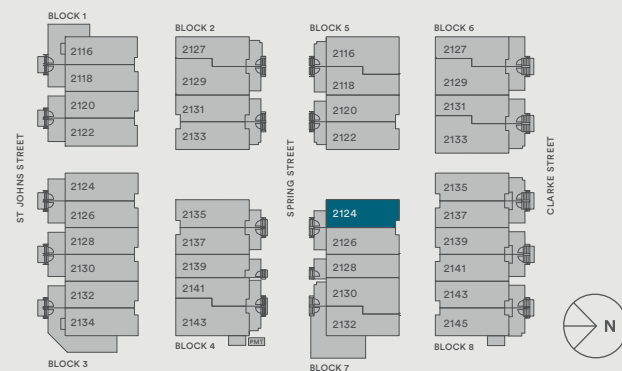 BLOCK 1
2116
2118
2120
2122
BLOCK 2
2127
2129
2131
2133
BLOCK 5
2116
2118
2120
2122
BLOCK 6
2127
2129
2131
2133
ST JOHNS STREET
SPRING STREET
CLARKE STREET
2124
2126
2128
2130
2132
2134
BLOCK 3
2135
2137
2139
2141
2143
BLOCK 4
PMT
2124
2126
2128
2130
2132
BLOCK 7
2135
2137
2139
2141
2143
2145
BLOCK 8
N